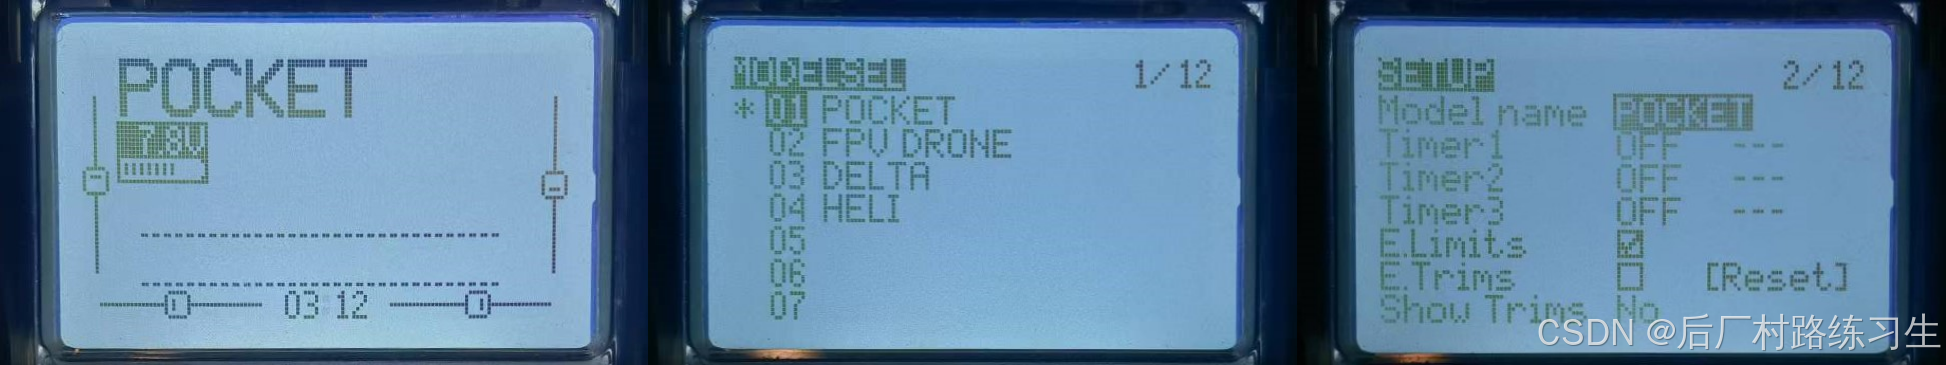 POCKET
7.8V
03:12
MODELSEL 1/12
* 01 POCKET
02 FPV DRONE
03 DELTA
04 HELI
05
06
07
SETUP 2/12
Model name POCKET
Timer1 OFF ---
Timer2 OFF ---
Timer3 OFF ---
E.Limits
E.Trims [Reset]
Show Trims No
CSDN @后厂村路练习生